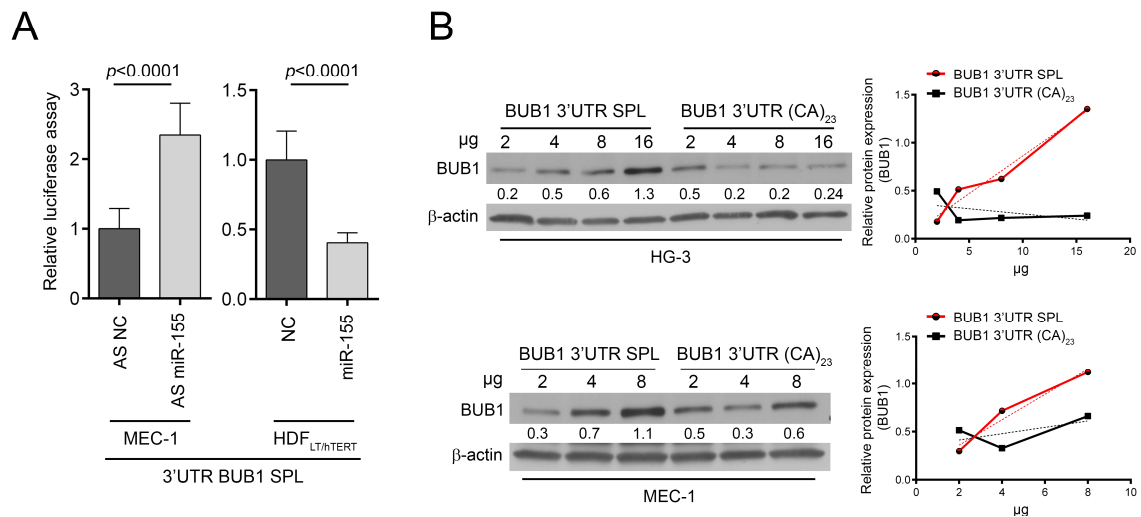 A
p<0.0001
Relative luciferase assay
3
2
1
0
AS NC
AS miR-155
MEC-1
p<0.0001
1.5
1.0
0.5
0.0
NC
miR-155
HDF LT/hTERT
3'UTR BUB1 SPL
B
BUB1 3'UTR SPL BUB1 3'UTR (CA)23
µg 2 4 8 16 2 4 8 16
BUB1
0.2 0.5 0.6 1.3 0.5 0.2 0.2 0.24
β-actin
HG-3
BUB1 3'UTR SPL
BUB1 3'UTR (CA)23
Relative protein expression
(BUB1)
1.5
1.0
0.5
0.0
0 5 10 15 20
µg
BUB1 3'UTR SPL BUB1 3'UTR (CA)23
µg 2 4 8 2 4 8
BUB1
0.3 0.7 1.1 0.5 0.3 0.6
β-actin
MEC-1
BUB1 3'UTR SPL
BUB1 3'UTR (CA)23
Relative protein expression
(BUB1)
1.5
1.0
0.5
0.0
0 2 4 6 8 10
µg